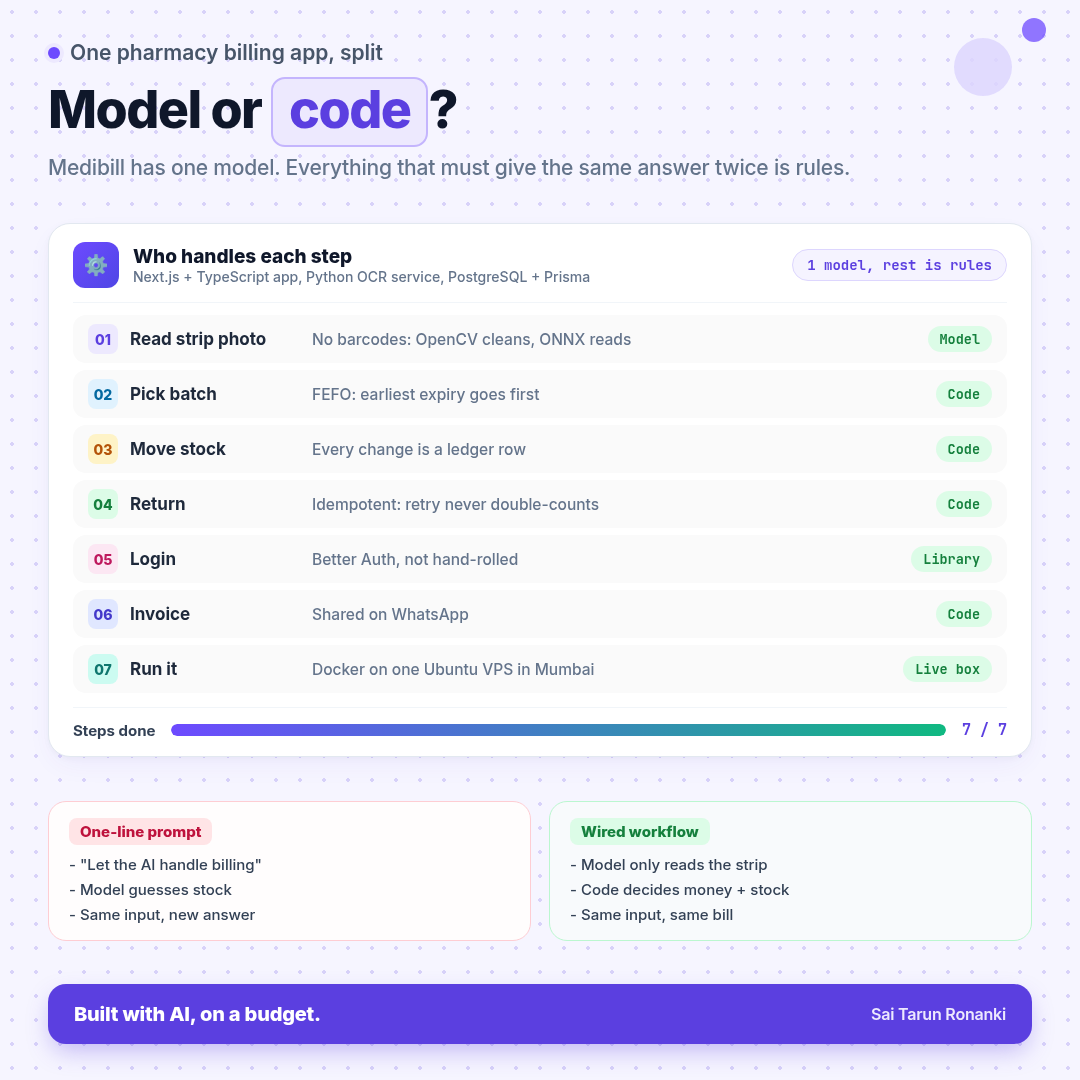 One pharmacy billing app, split
Model or code ?
Medibill has one model. Everything that must give the same answer twice is rules.
Who handles each step
Next.js + TypeScript app, Python OCR service, PostgreSQL + Prisma
1 model, rest is rules
01 Read strip photo No barcodes: OpenCV cleans, ONNX reads Model
02 Pick batch FEFO: earliest expiry goes first Code
03 Move stock Every change is a ledger row Code
04 Return Idempotent: retry never double-counts Code
05 Login Better Auth, not hand-rolled Library
06 Invoice Shared on WhatsApp Code
07 Run it Docker on one Ubuntu VPS in Mumbai Live box
Steps done 7 / 7
One-line prompt
- "Let the AI handle billing"
- Model guesses stock
- Same input, new answer
Wired workflow
- Model only reads the strip
- Code decides money + stock
- Same input, same bill
Built with AI, on a budget. Sai Tarun Ronanki